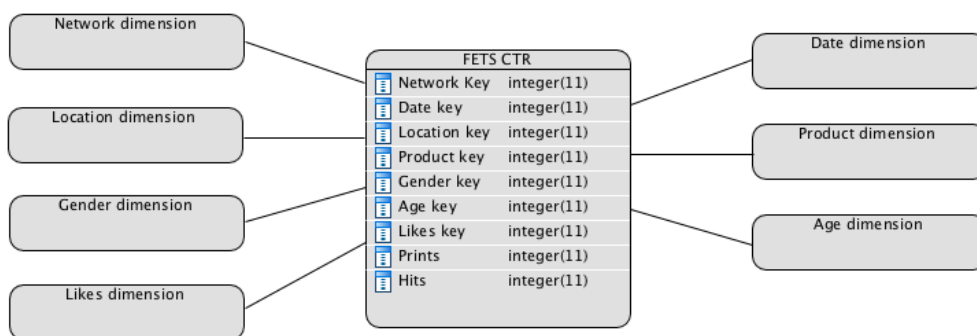 Network dimension
Location dimension
Gender dimension
Likes dimension
FETS CTR
Network Key integer(11)
Date key integer(11)
Location key integer(11)
Product key integer(11)
Gender key integer(11)
Age key integer(11)
Likes key integer(11)
Prints integer(11)
Hits integer(11)
Date dimension
Product dimension
Age dimension